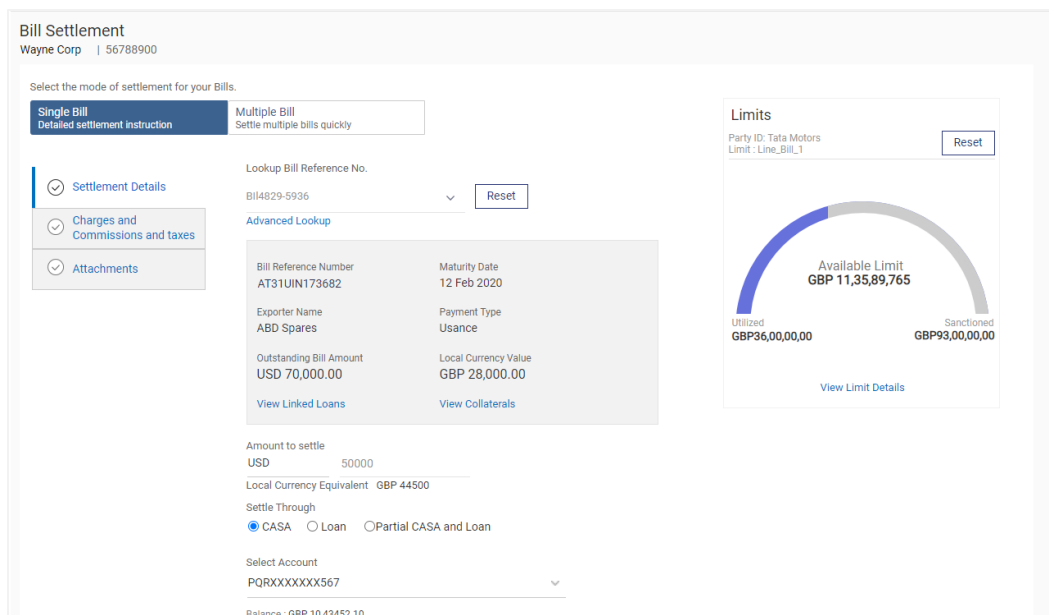 Bill Settlement
Wayne Corp | 56788900
Select the mode of settlement for your Bills.
Single Bill
Detailed settlement instruction
Multiple Bill
Settle multiple bills quickly
Settlement Details
Charges and
Commissions and taxes
Attachments
Lookup Bill Reference No.
BIl4829-5936
Reset
Advanced Lookup
Bill Reference Number
AT31UIN173682
Maturity Date
12 Feb 2020
Exporter Name
ABD Spares
Payment Type
Usance
Outstanding Bill Amount
USD 70,000.00
Local Currency Value
GBP 28,000.00
View Linked Loans
View Collaterals
Amount to settle
USD 50000
Local Currency Equivalent GBP 44500
Settle Through
CASA Loan Partial CASA and Loan
Select Account
PQRXXXXXXX567
Balance : GBP 10,43452.10
Limits
Party ID: Tata Motors
Limit : Line_Bill_1
Reset
Available Limit
GBP 11,35,89,765
Utilized
GBP36,00,00,00
Sanctioned
GBP93,00,00,00
View Limit Details